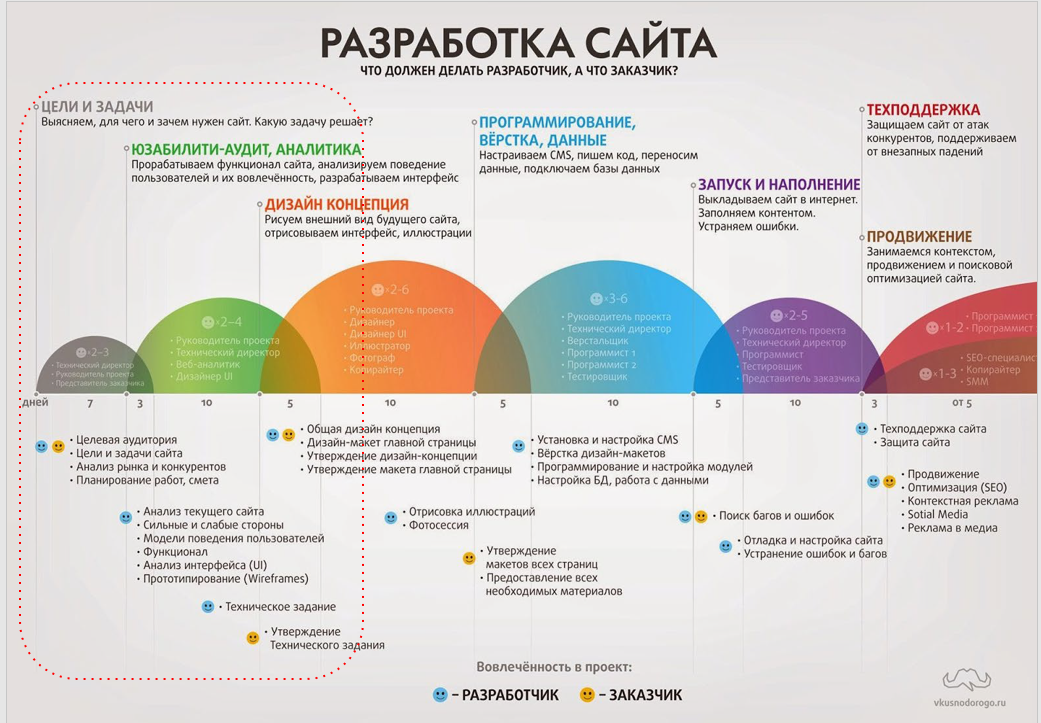 РАЗРАБОТКА САЙТА
ЧТО ДОЛЖЕН ДЕЛАТЬ РАЗРАБОТЧИК, А ЧТО ЗАКАЗЧИК?
ЦЕЛИ И ЗАДАЧИ
Выясняем, для чего и зачем нужен сайт. Какую задачу решает?
ЮЗАБИЛИТИ-АУДИТ, АНАЛИТИКА
Прорабатываем функционал сайта, анализируем поведение
пользователей и их вовлечённость, разрабатываем интерфейс
ДИЗАЙН КОНЦЕПЦИЯ
Рисуем внешний вид будущего сайта,
отрисовываем интерфейс, иллюстрации
ПРОГРАММИРОВАНИЕ,
ВЁРСТКА, ДАННЫЕ
Настраиваем CMS, пишем код, переносим
данные, подключаем базы данных
ЗАПУСК И НАПОЛНЕНИЕ
Выкладываем сайт в интернет.
Заполняем контентом.
Устраняем ошибки.
ТЕХПОДДЕРЖКА
Защищаем сайт от атак
конкурентов, поддерживаем
от внезапных падений
ПРОДВИЖЕНИЕ
Занимаемся контекстом,
продвижением и поисковой
оптимизацией сайта.
×2–3
• Технический директор
• Руководитель проекта
• Представитель заказчика
×2–4
• Руководитель проекта
• Технический директор
• Веб-аналитик
• Дизайнер UI
×2-6
• Руководитель проекта
• Дизайнер
• Дизайнер UI
• Иллюстратор
• Фотограф
• Копирайтер
×3-6
• Руководитель проекта
• Технический директор
• Верстальщик
• Программист 1
• Программист 2
• Тестировщик
×2-5
• Руководитель проекта
• Технический директор
• Программист
• Тестировщик
• Представитель заказчика
×1-2
• Программист
• Программист
×1-3
• SEO-специалист
• Копирайтер
• SMM
дней 7 3 10 5 10 5 10 5 10 3 от 5
• Целевая аудитория
• Цели и задачи сайта
• Анализ рынка и конкурентов
• Планирование работ, смета
• Анализ текущего сайта
• Сильные и слабые стороны
• Модели поведения пользователей
• Функционал
• Анализ интерфейса (UI)
• Прототипирование (Wireframes)
• Техническое задание
• Утверждение
Технического задания
• Общая дизайн концепция
• Дизайн-макет главной страницы
• Утверждение дизайн-концепции
• Утверждение макета главной страницы
• Отрисовка иллюстраций
• Фотосессия
• Утверждение
макетов всех страниц
• Предоставление всех
необходимых материалов
• Установка и настройка CMS
• Вёрстка дизайн-макетов
• Программирование и настройка модулей
• Настройка БД, работа с данными
• Поиск багов и ошибок
• Отладка и настройка сайта
• Устранение ошибок и багов
• Техподдержка сайта
• Защита сайта
• Продвижение
• Оптимизация (SEO)
• Контекстная реклама
• Sotial Media
• Реклама в медиа
Вовлечённость в проект:
– РАЗРАБОТЧИК – ЗАКАЗЧИК
vkusnodorogo.ru